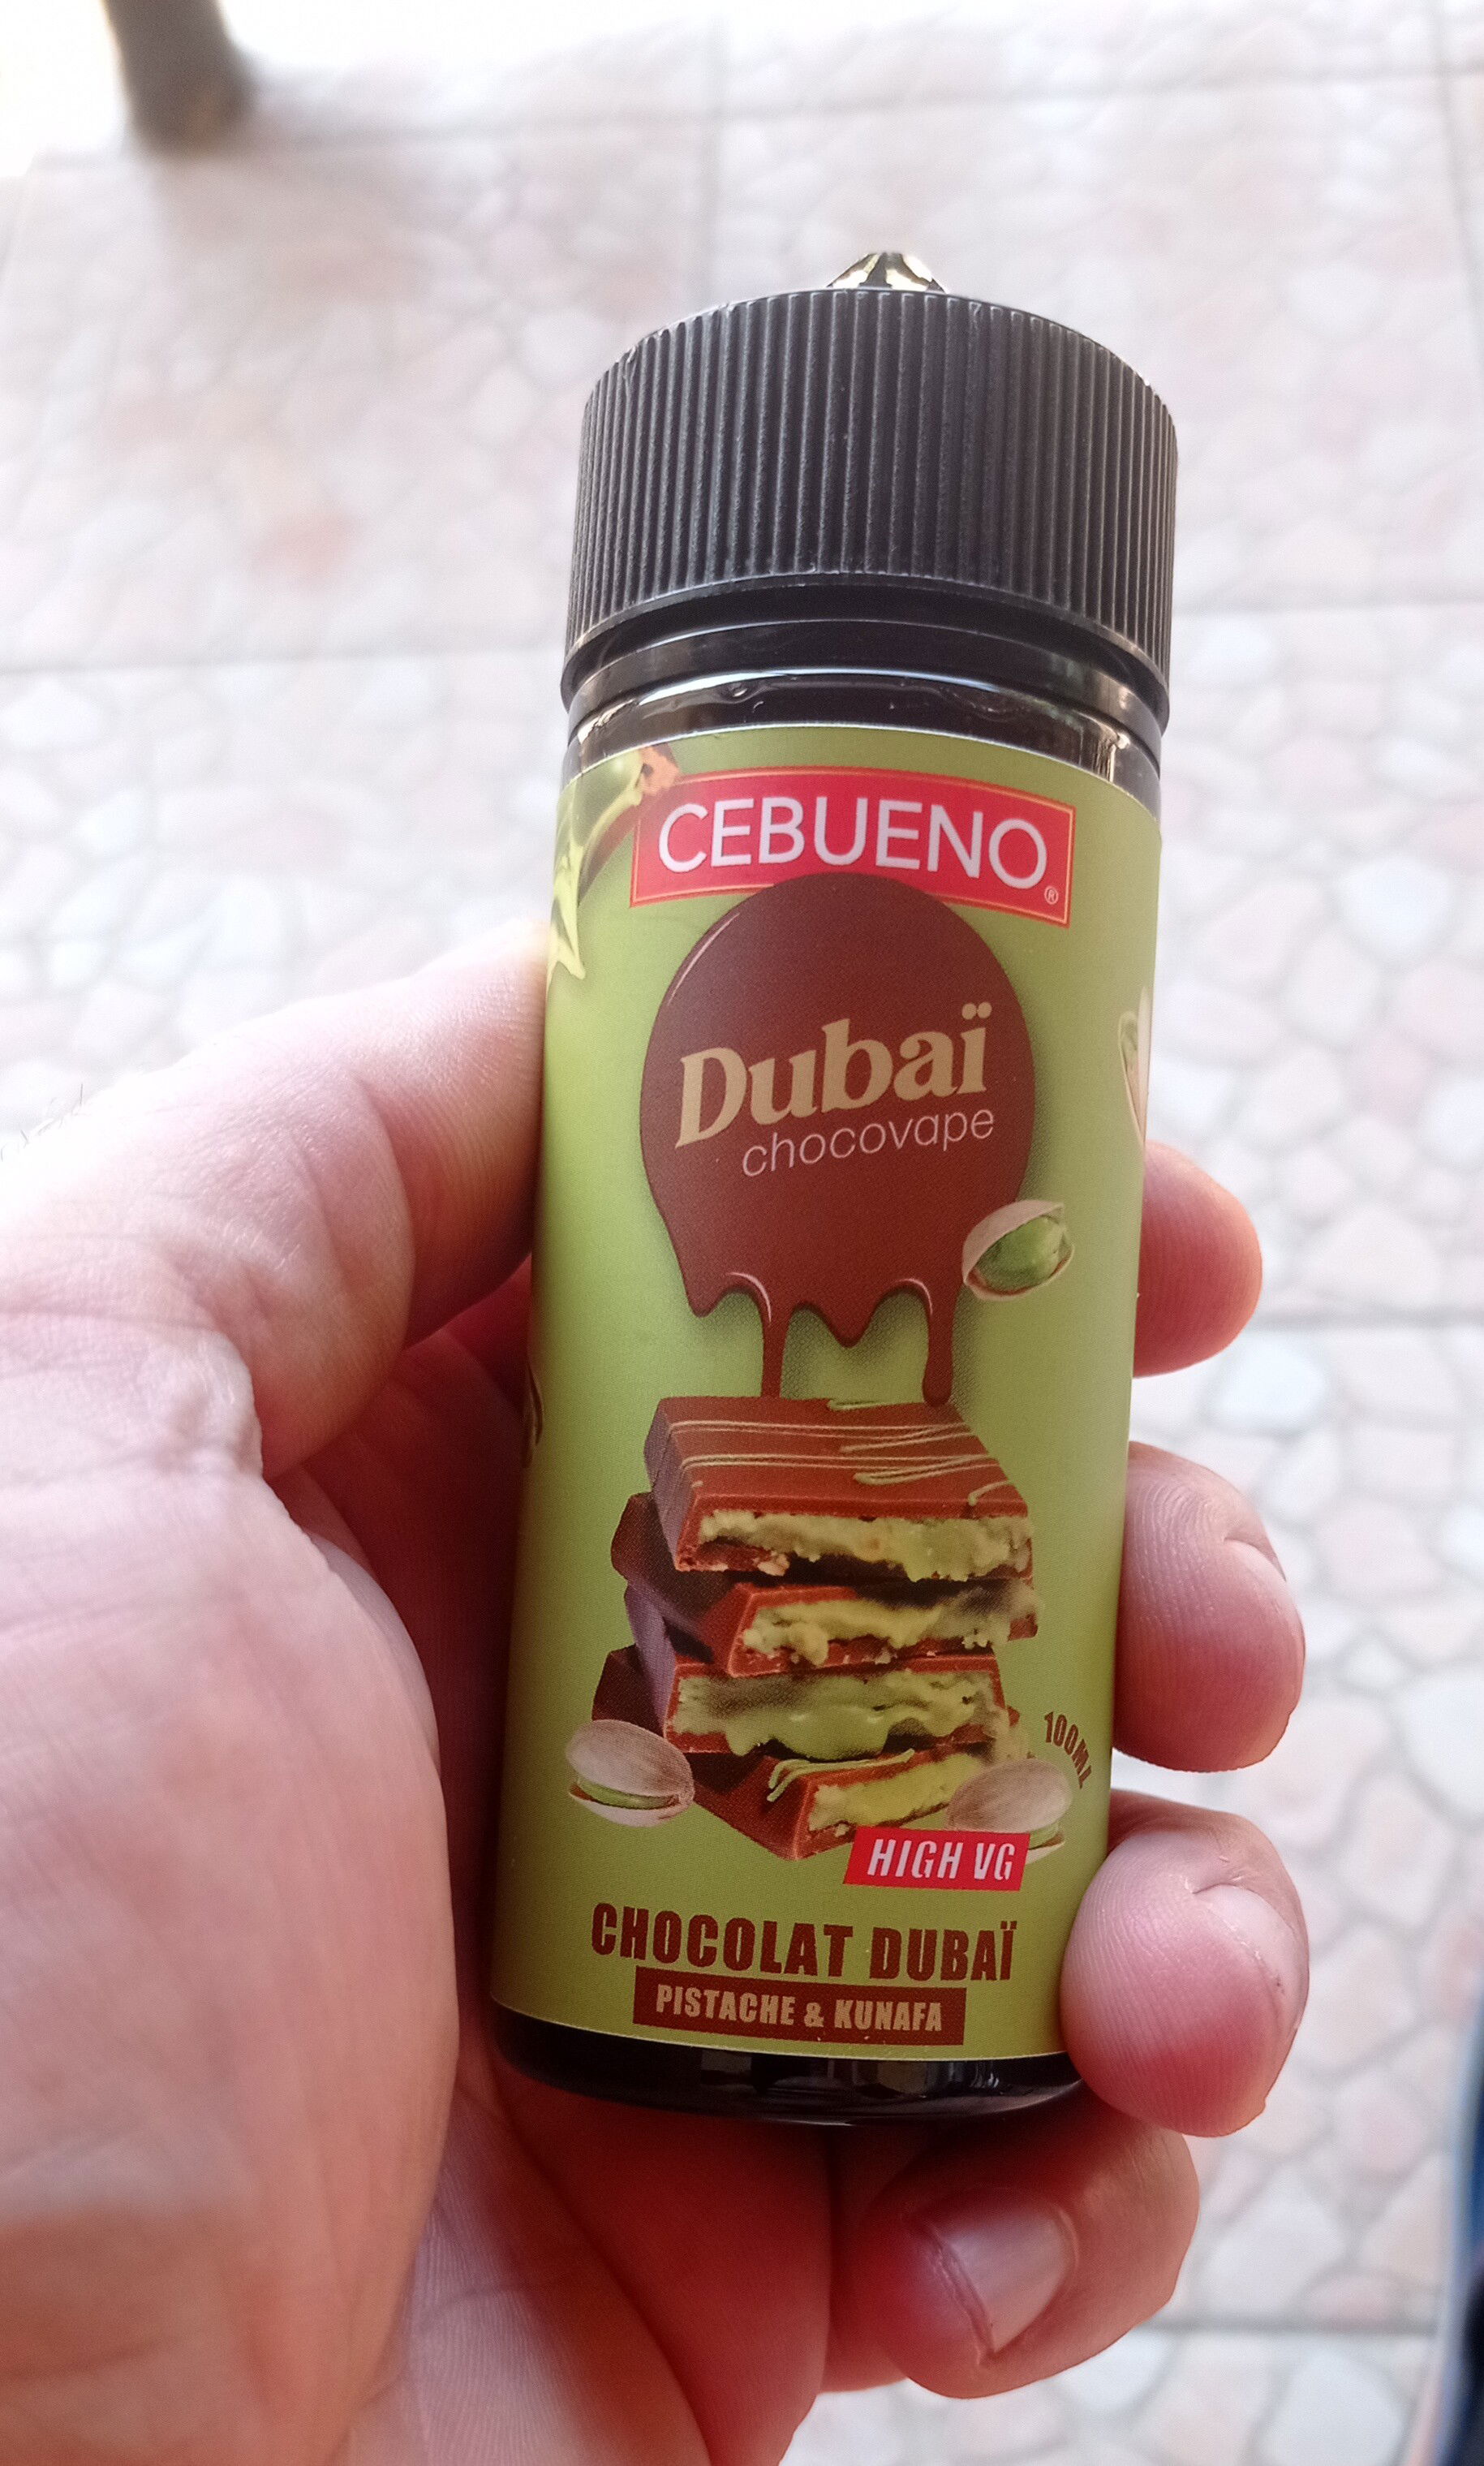 CEBUENO®
Dubaï
chocovape
100ML
HIGH VG
CHOCOLAT DUBAÏ
PISTACHE & KUNAFA